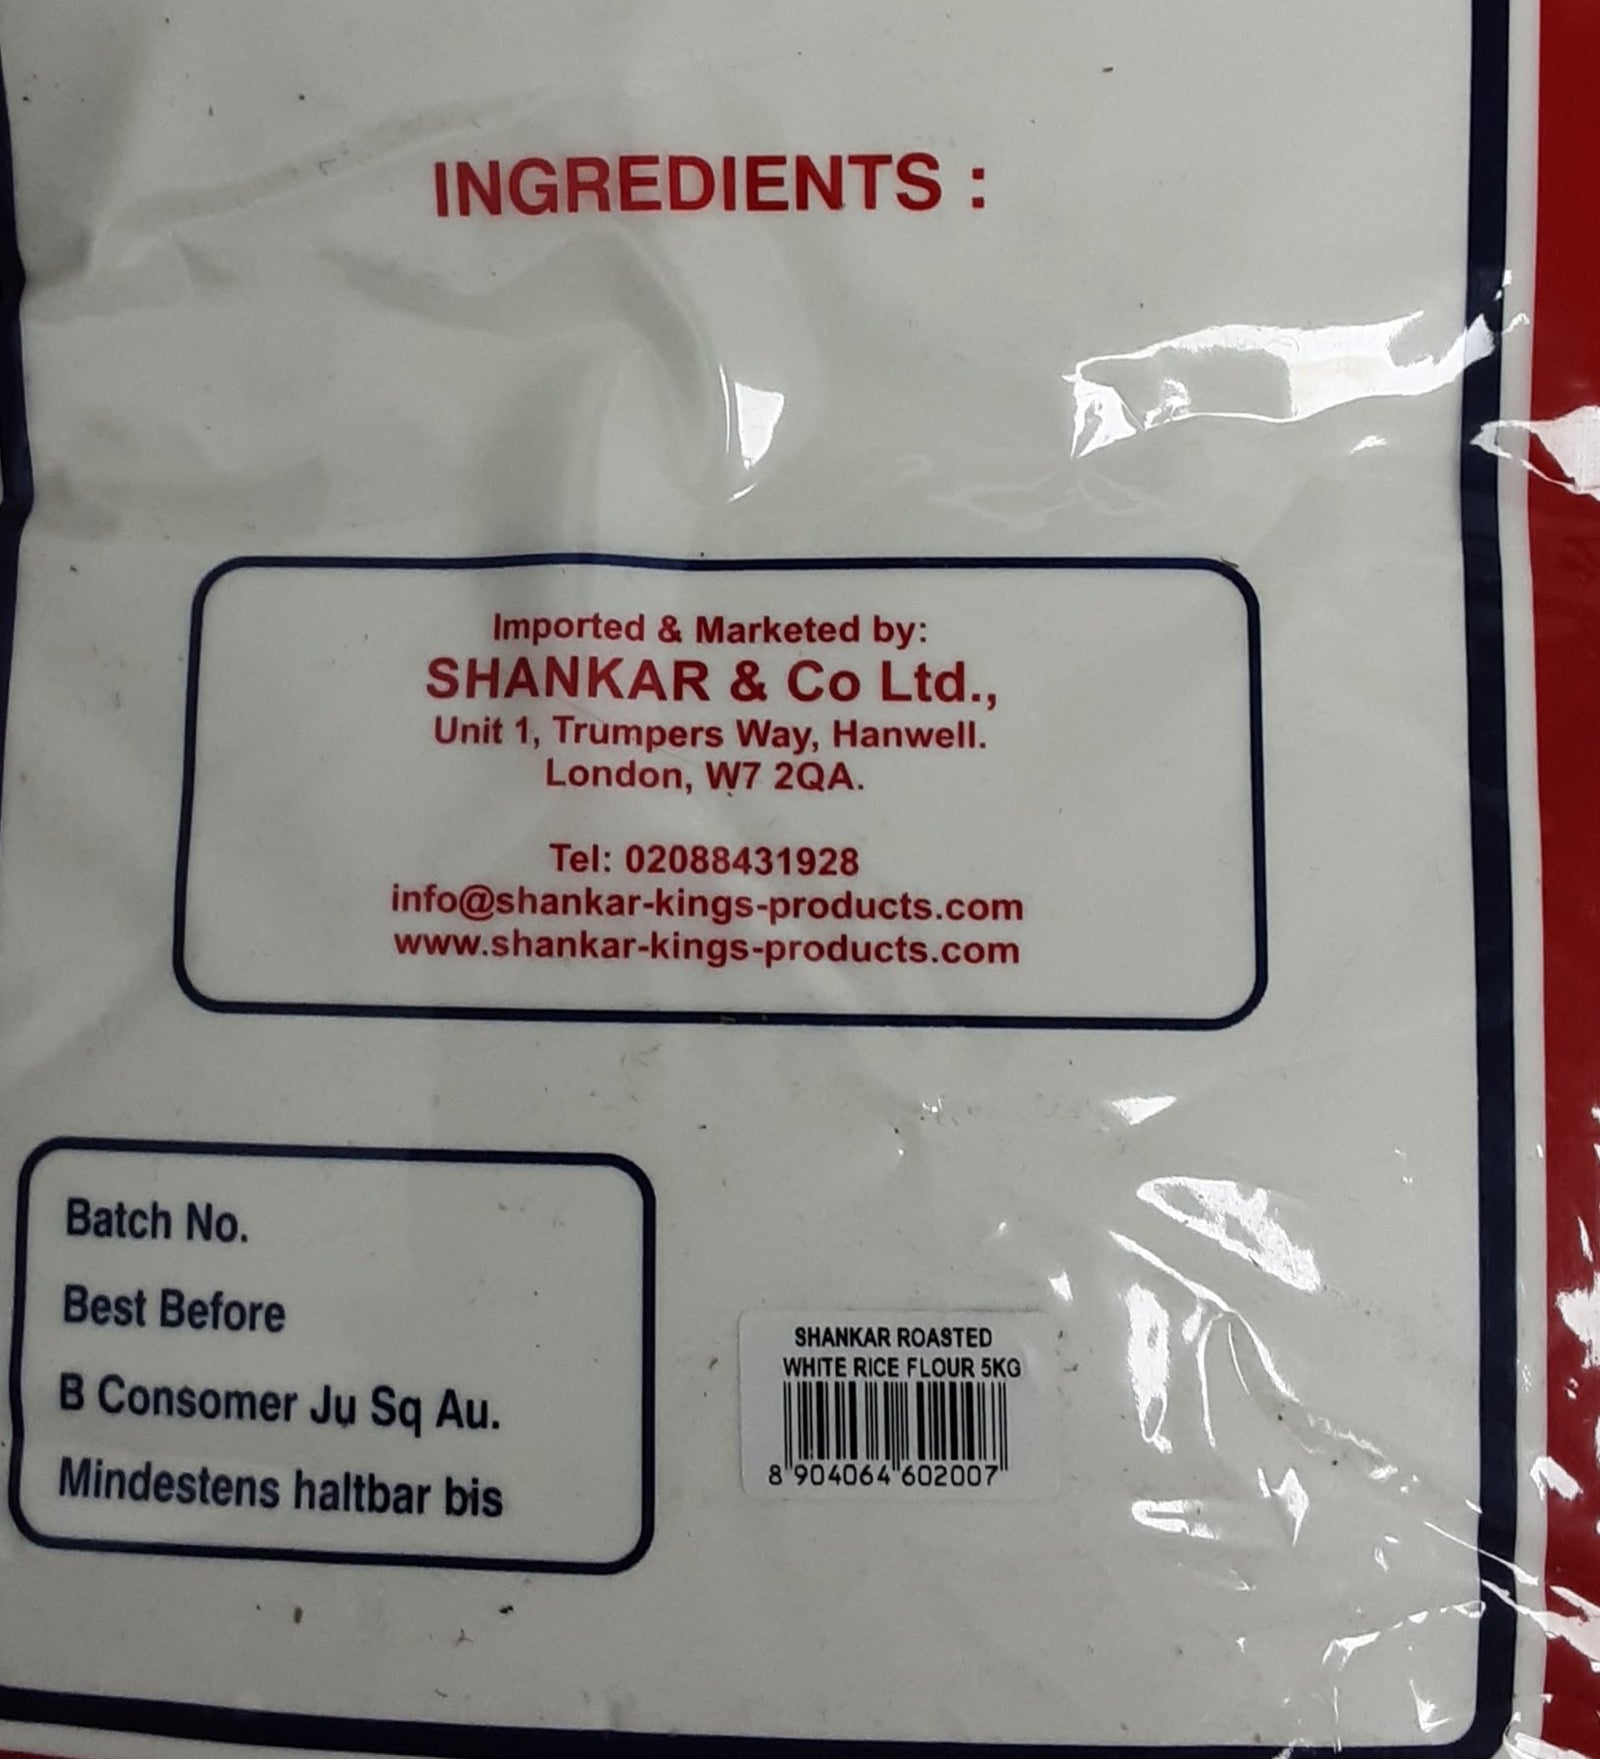 INGREDIENTS :
Imported & Marketed by:
SHANKAR & Co Ltd.,
Unit 1, Trumpers Way, Hanwell.
London, W7 2QA.
Tel: 02088431928
info@shankar-kings-products.com
www.shankar-kings-products.com
Batch No.
Best Before
B Consomer Ju Sq Au.
Mindestens haltbar bis
SHANKAR ROASTED
WHITE RICE FLOUR 5KG
8 904064 602007